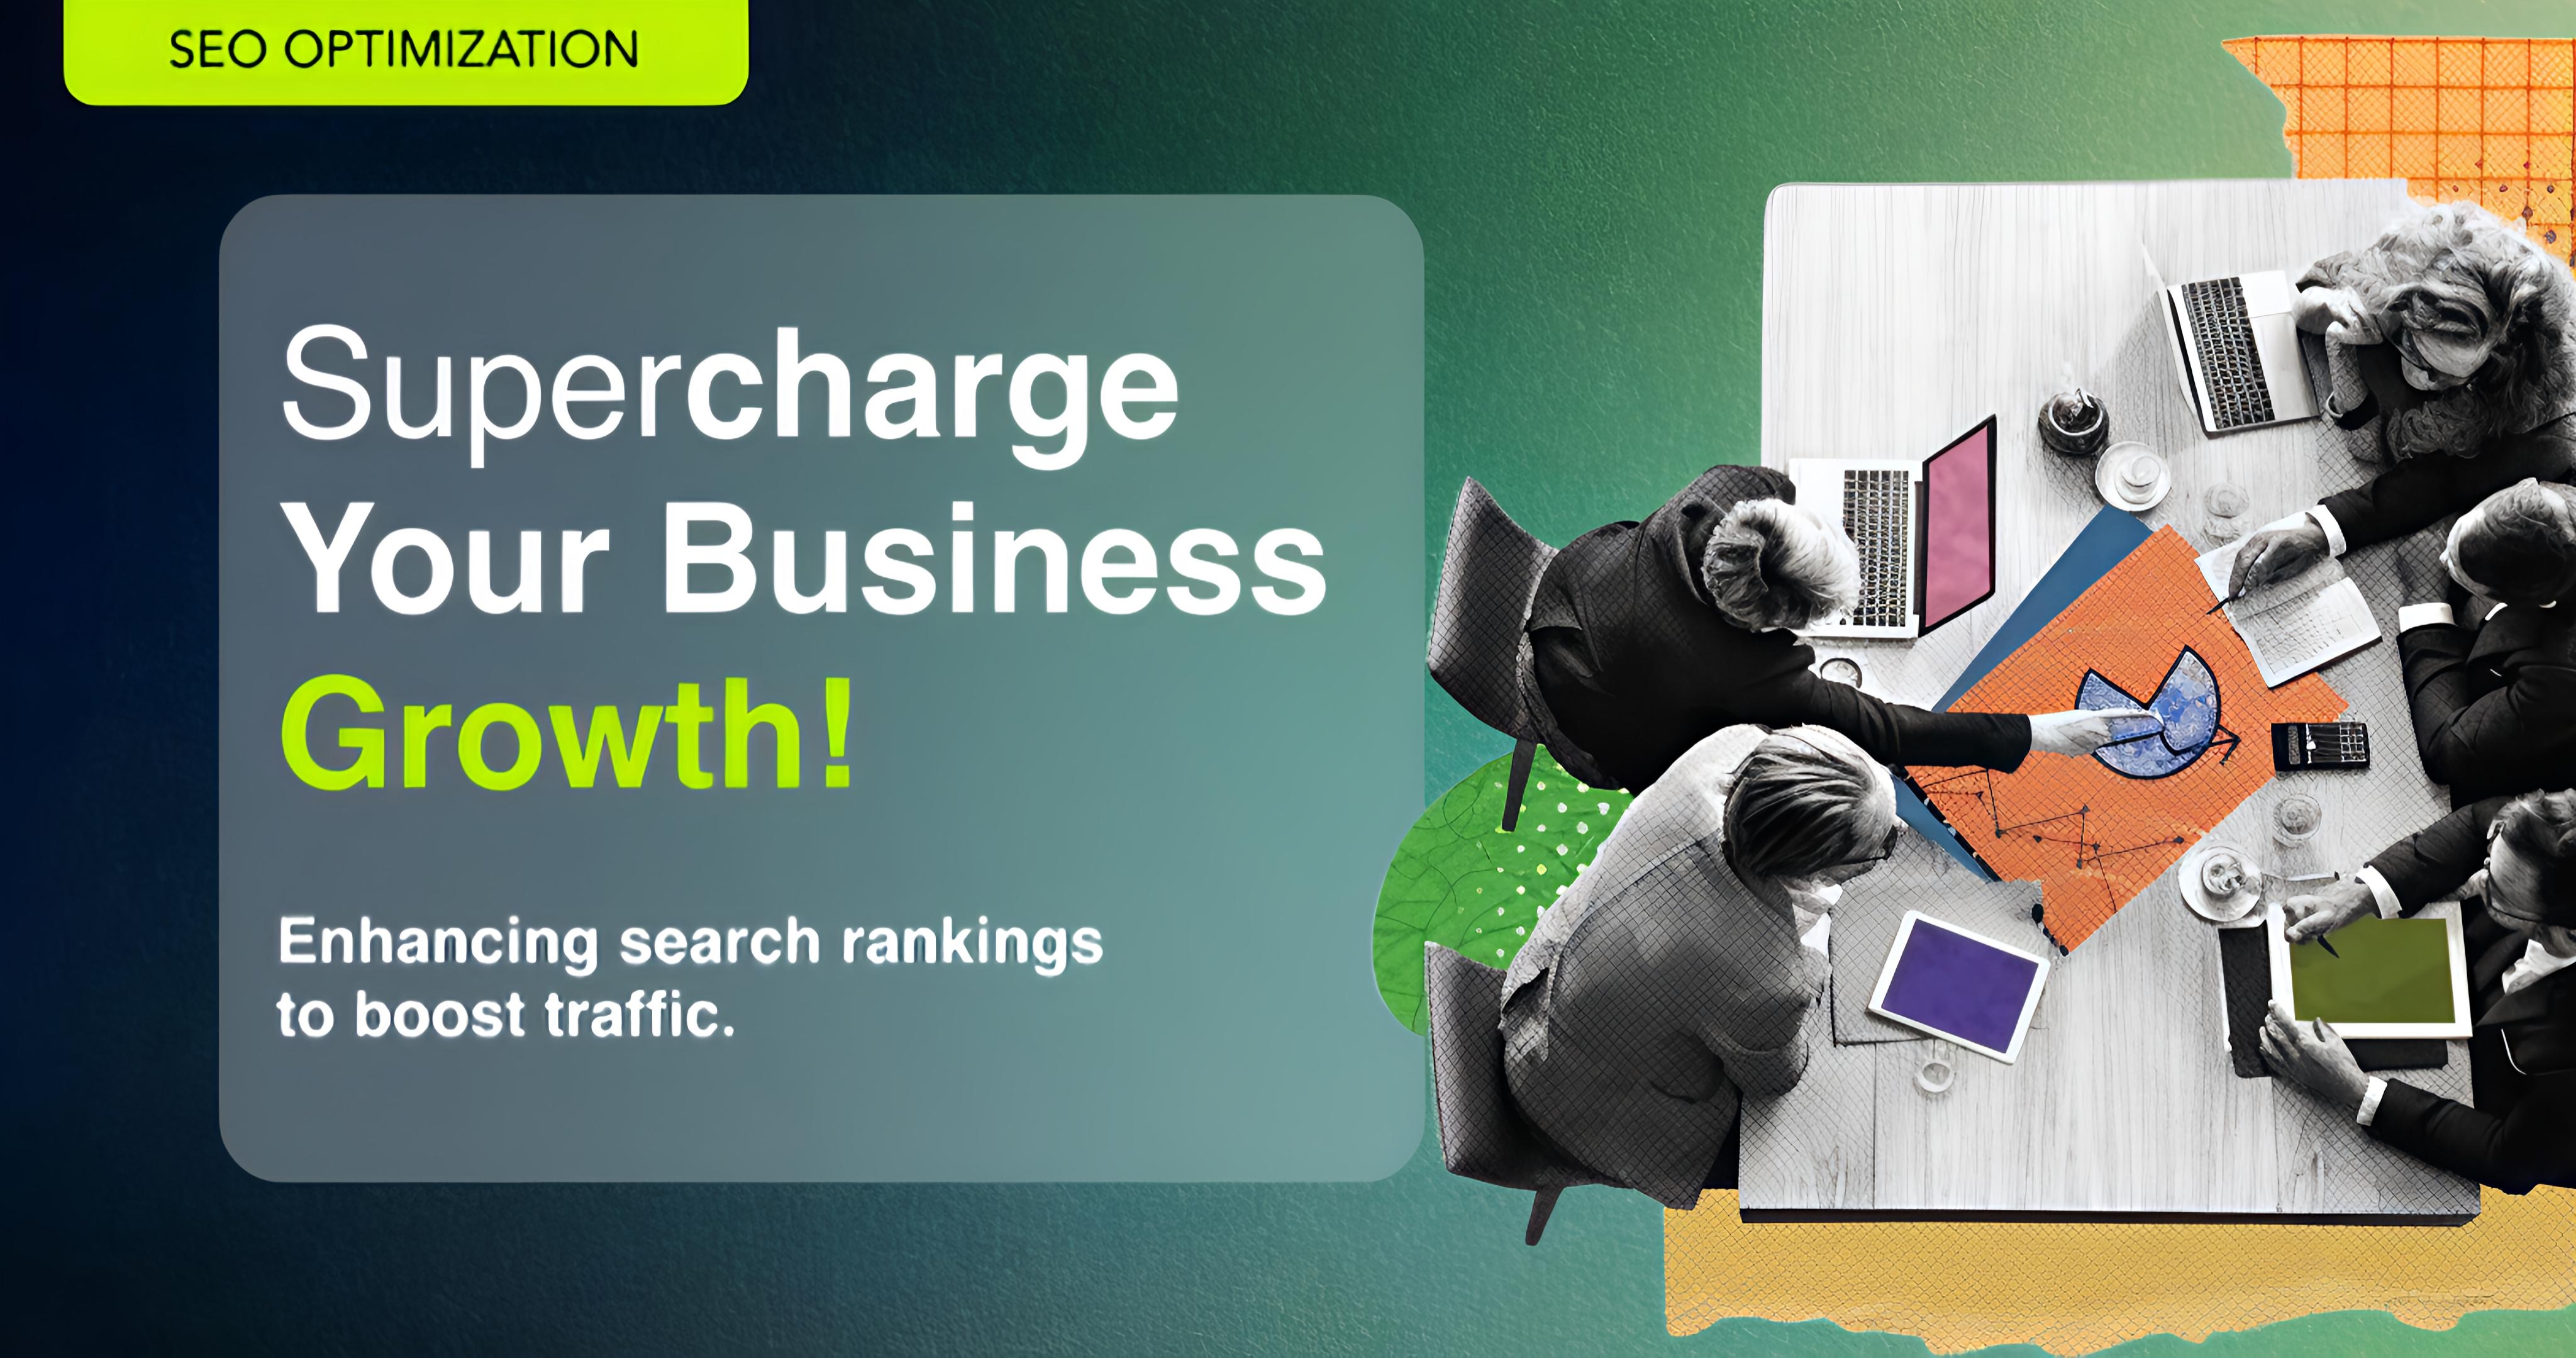 SEO OPTIMIZATION
Supercharge
Your Business
Growth!
Enhancing search rankings
to boost traffic.